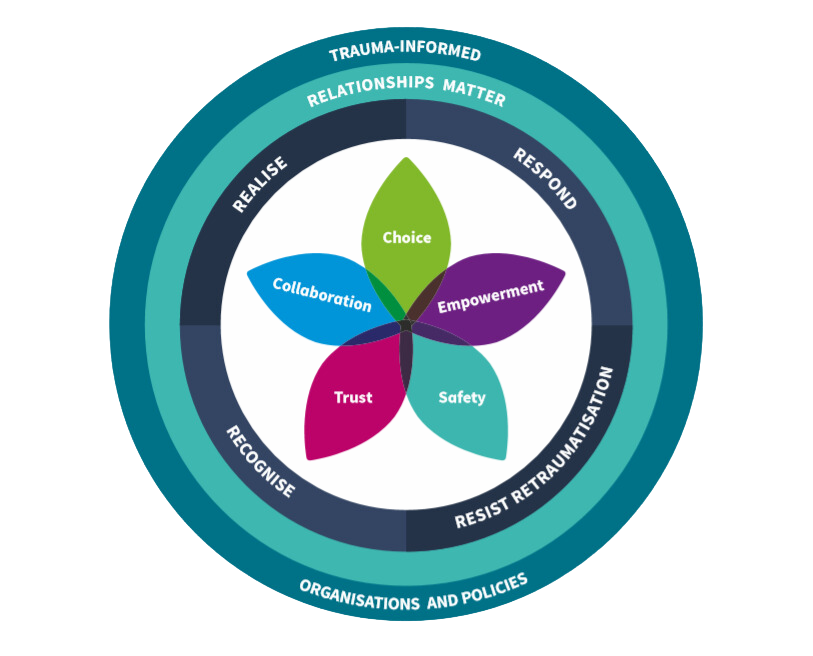 TRAUMA-INFORMED
RELATIONSHIPS MATTER
REALISE
RESPOND
Choice
Collaboration
Empowerment
Trust
Safety
RECOGNISE
RESIST RETRAUMATISATION
ORGANISATIONS AND POLICIES